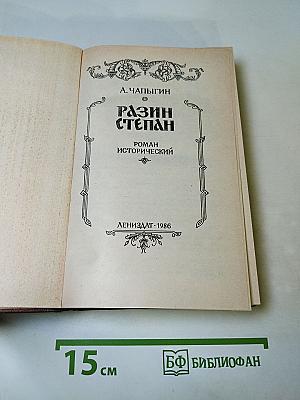 А. ЧАПЫГИН
РАЗИН
СТЕПАН
РОМАН
ИСТОРИЧЕСКИЙ
ЛЕНИЗДАТ·1986
15 см
БФ БИБЛИОФАН